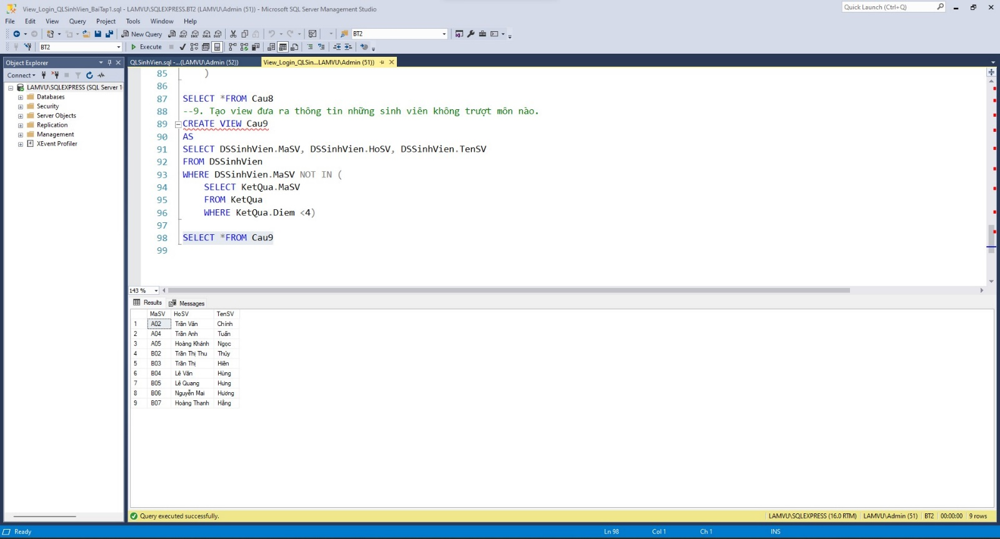 View_Login_QLSinhVien_BaiTap1.sql - LAMVU\SQLEXPRESS.BT2 (LAMVU\Admin (51)) - Microsoft SQL Server Management Studio
Quick Launch (Ctrl+Q)
File Edit View Query Project Tools Window Help
New Query
BT2
BT2
Execute
Object Explorer
QLSinhVien.sql -...(LAMVU\Admin (52))
View_Login_QLSin...LAMVU\Admin (51))
Connect
LAMVU\SQLEXPRESS (SQL Server 1
Databases
Security
Server Objects
Replication
Management
XEvent Profiler
85 )
86
87 SELECT *FROM Cau8
88 --9. Tạo view đưa ra thông tin những sinh viên không trượt môn nào.
89 CREATE VIEW Cau9
90 AS
91 SELECT DSSinhVien.MaSV, DSSinhVien.HoSV, DSSinhVien.TenSV
92 FROM DSSinhVien
93 WHERE DSSinhVien.MaSV NOT IN (
94 SELECT KetQua.MaSV
95 FROM KetQua
96 WHERE KetQua.Diem <4)
97
98 SELECT *FROM Cau9
99
143 %
Results Messages
MaSV HoSV TenSV
1 A02 Trần Văn Chính
2 A04 Trần Anh Tuấn
3 A05 Hoàng Khánh Ngọc
4 B02 Trần Thị Thu Thủy
5 B03 Trần Thị Hiền
6 B04 Lê Văn Hùng
7 B05 Lê Quang Hưng
8 B06 Nguyễn Mai Hương
9 B07 Hoàng Thanh Hằng
Query executed successfully.
LAMVU\SQLEXPRESS (16.0 RTM) LAMVU\Admin (51) BT2 00:00:00 9 rows
Ready
Ln 98 Col 1 Ch 1 INS